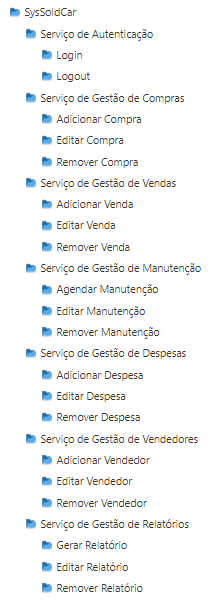 SysSoldCar
Serviço de Autenticação
Login
Logout
Serviço de Gestão de Compras
Adicionar Compra
Editar Compra
Remover Compra
Serviço de Gestão de Vendas
Adicionar Venda
Editar Venda
Remover Venda
Serviço de Gestão de Manutenção
Agendar Manutenção
Editar Manutenção
Remover Manutenção
Serviço de Gestão de Despesas
Adicionar Despesa
Editar Despesa
Remover Despesa
Serviço de Gestão de Vendedores
Adicionar Vendedor
Editar Vendedor
Remover Vendedor
Serviço de Gestão de Relatórios
Gerar Relatório
Editar Relatório
Remover Relatório